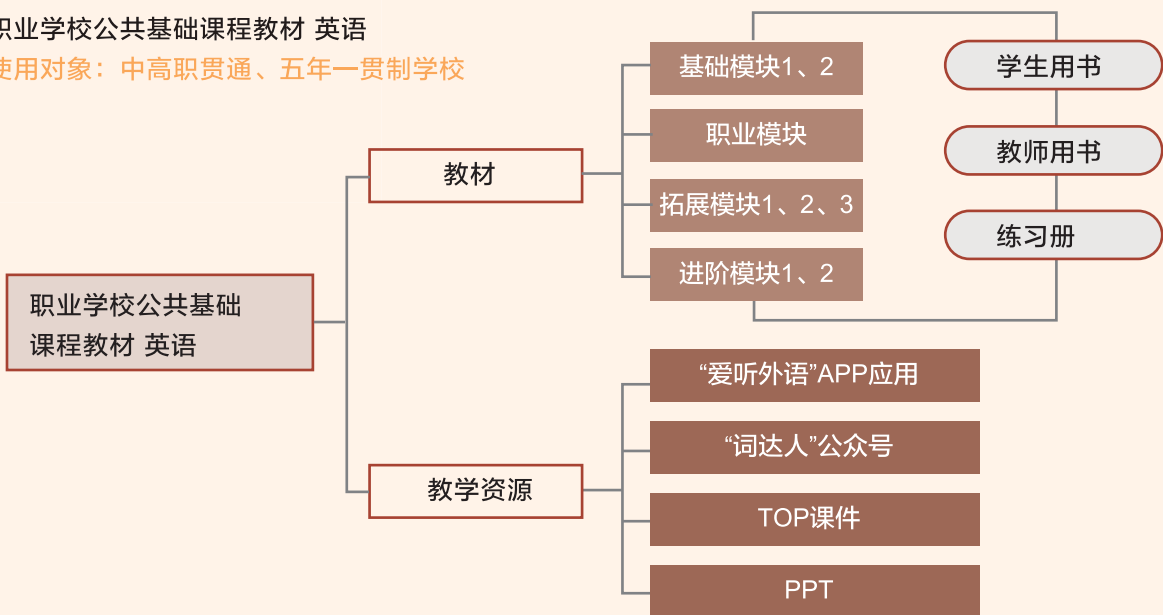 职业学校公共基础课程教材 英语
使用对象：中高职贯通、五年一贯制学校
职业学校公共基础
课程教材 英语
教材
基础模块1、2
职业模块
拓展模块1、2、3
进阶模块1、2
学生用书
教师用书
练习册
教学资源
“爱听外语”APP应用
“词达人”公众号
TOP课件
PPT